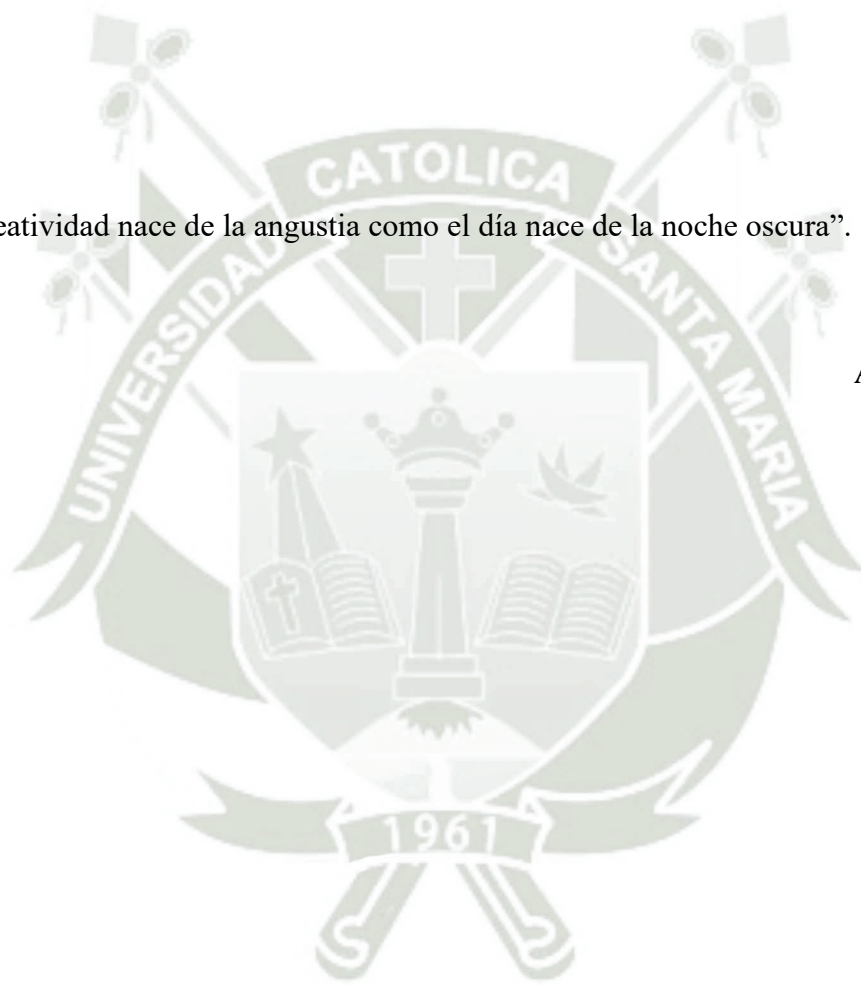 eatividad nace de la angustia como el día nace de la noche oscura”.
A
CATOLICA
UNIVERSIDAD
SANTA MARIA
1961